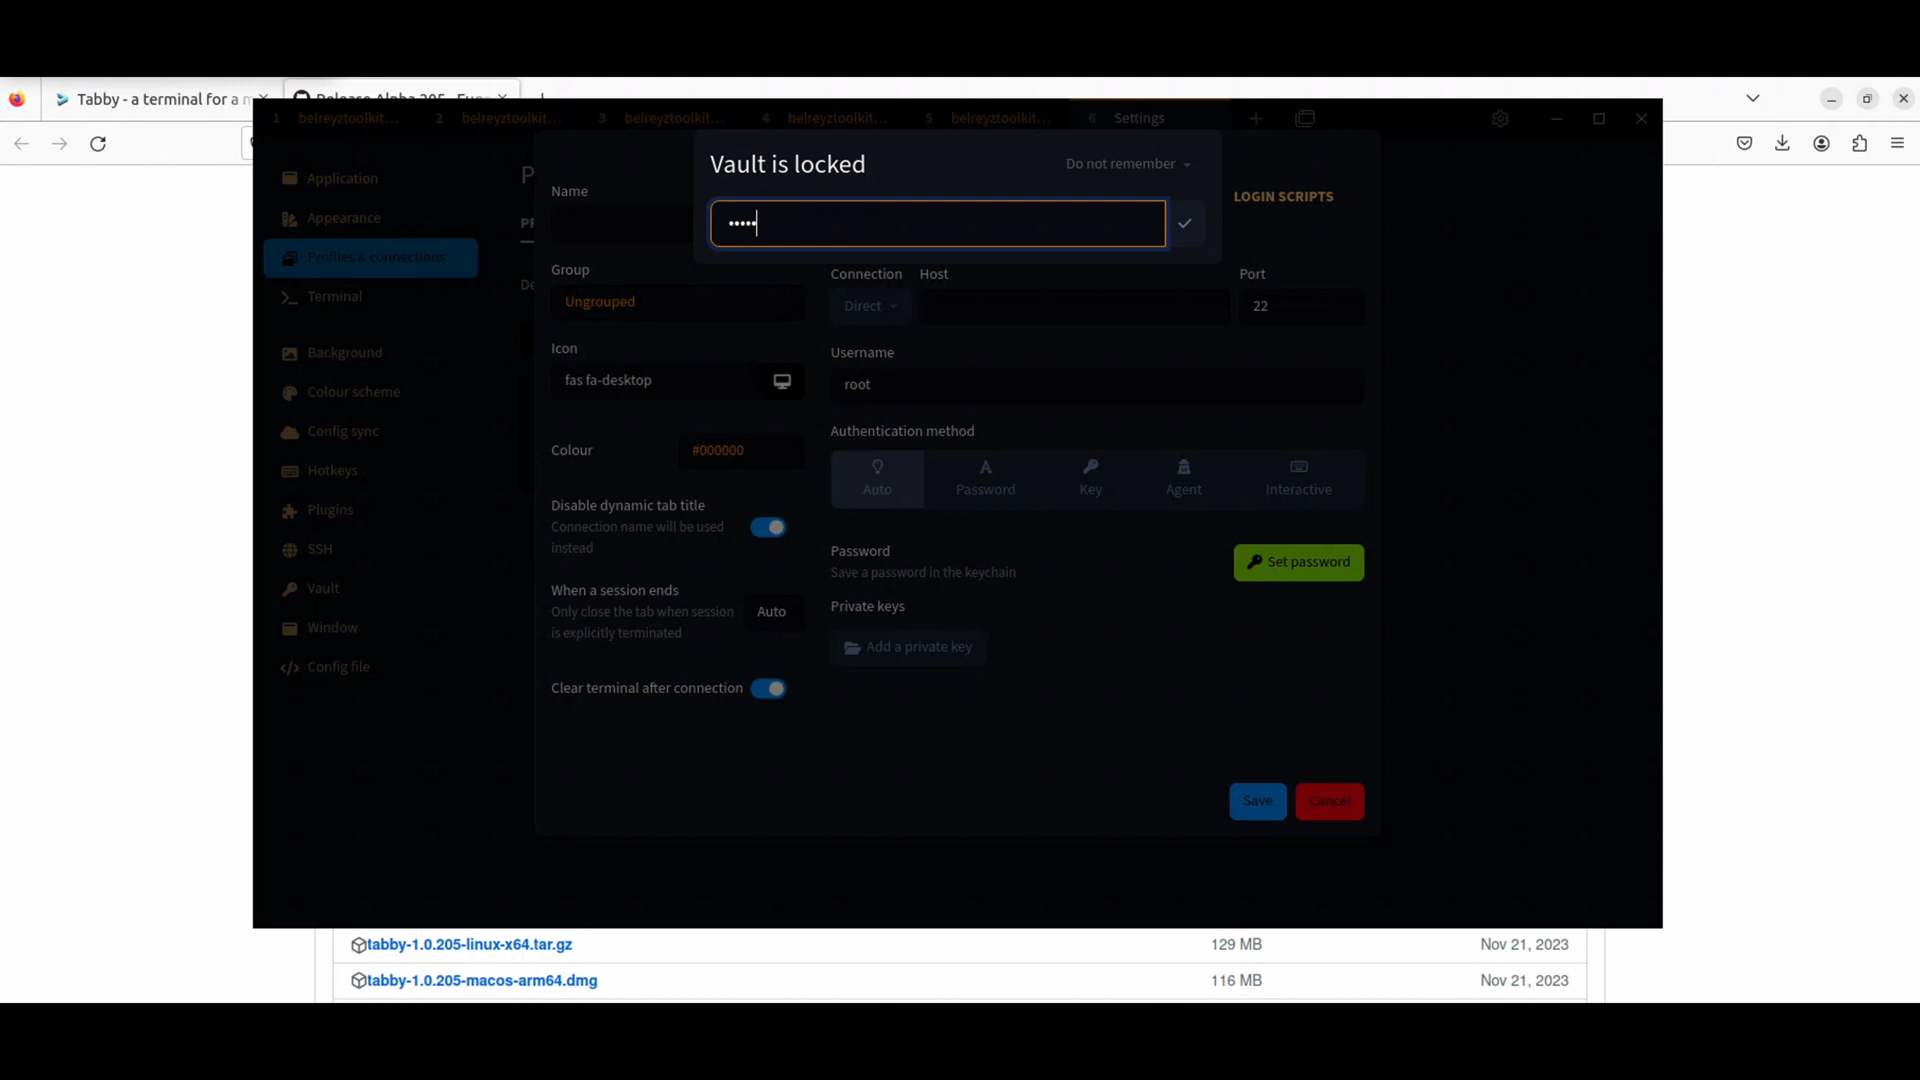 Tabby - a terminal for a m
Release Alpha 205 · Eug
1 belreyztoolkit... 2 belreyztoolkit... 3 belreyztoolkit... 4 belreyztoolkit... 5 belreyztoolkit... 6 Settings
Application
Appearance
Profiles & connections
Terminal
Background
Colour scheme
Config sync
Hotkeys
Plugins
SSH
Vault
Window
Config file
Vault is locked
Do not remember
•••••
LOGIN SCRIPTS
Name
Group
Ungrouped
Icon
fas fa-desktop
Colour
#000000
Disable dynamic tab title
Connection name will be used
instead
When a session ends
Only close the tab when session
is explicitly terminated
Auto
Clear terminal after connection
Connection Host Port
Direct
22
Username
root
Authentication method
Auto Password Key Agent Interactive
Password
Save a password in the keychain
Set password
Private keys
Add a private key
Save Cancel
tabby-1.0.205-linux-x64.tar.gz 129 MB Nov 21, 2023
tabby-1.0.205-macos-arm64.dmg 116 MB Nov 21, 2023